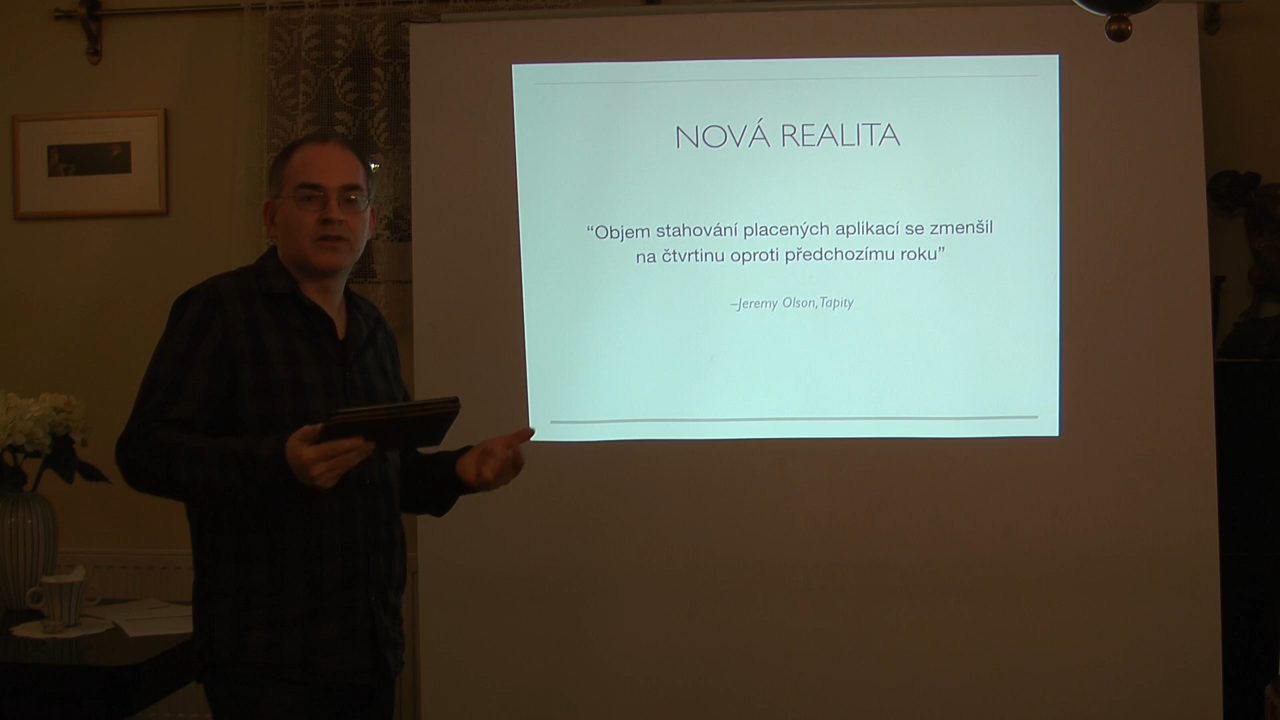 NOVÁ REALITA
“Objem stahování placených aplikací se zmenšil
na čtvrtinu oproti předchozímu roku”
–Jeremy Olson, Tapity